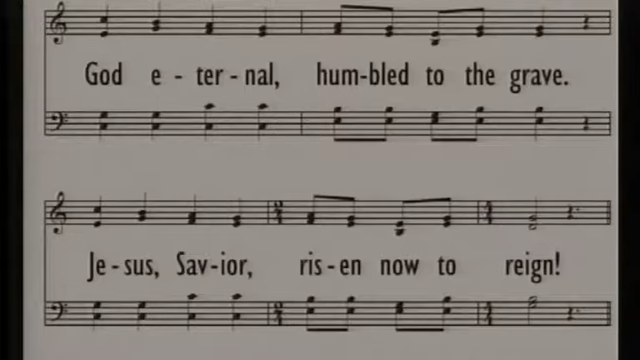 God e - ter - nal, hum-bled to the grave.
Je - sus, Sav-ior, ris - en now to reign!